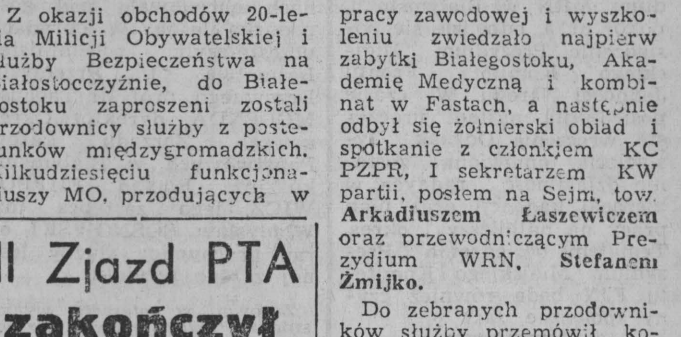 Z okazji obchodów 20-le-
ia Milicji Obywatelskiej i
łużby Bezpieczeństwa na
iałostocczyźnie, do Białe-
ostoku zaproszeni zostali
rzodownicy służby z poste-
unków międzygromadzkich.
ilkudziesięciu funkcjona-
iuszy MO, przodujących w
II Zjazd PTA
zakończył
pracy zawodowej i wyszko-
leniu zwiedzało najpierw
zabytki Białegostoku, Aka-
demię Medyczną i kombi-
nat w Fastach, a następnie
odbył się żołnierski obiad i
spotkanie z członkiem KC
PZPR, I sekretarzem KW
partii, posłem na Sejm, tow.
Arkadiuszem Łaszewiczem
oraz przewodniczącym Pre-
zydium WRN, Stefanem
Żmijko.
Do zebranych przodowni-
ków służby przemówił ko-